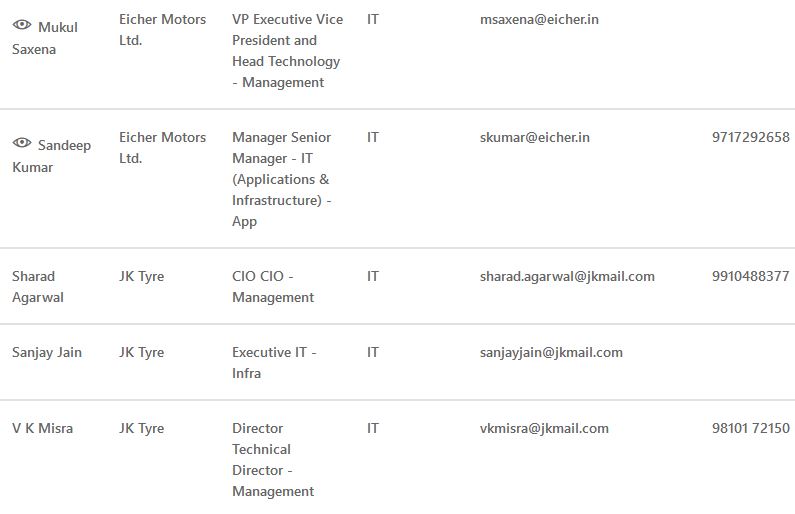 Mukul Saxena	Eicher Motors Ltd.	VP Executive Vice President and Head Technology - Management	IT	msaxena@eicher.in
Sandeep Kumar	Eicher Motors Ltd.	Manager Senior Manager - IT (Applications & Infrastructure) - App	IT	skumar@eicher.in	9717292658
Sharad Agarwal	JK Tyre	CIO CIO - Management	IT	sharad.agarwal@jkmail.com	9910488377
Sanjay Jain	JK Tyre	Executive IT - Infra	IT	sanjayjain@jkmail.com
V K Misra	JK Tyre	Director Technical Director - Management	IT	vkmisra@jkmail.com	98101 72150